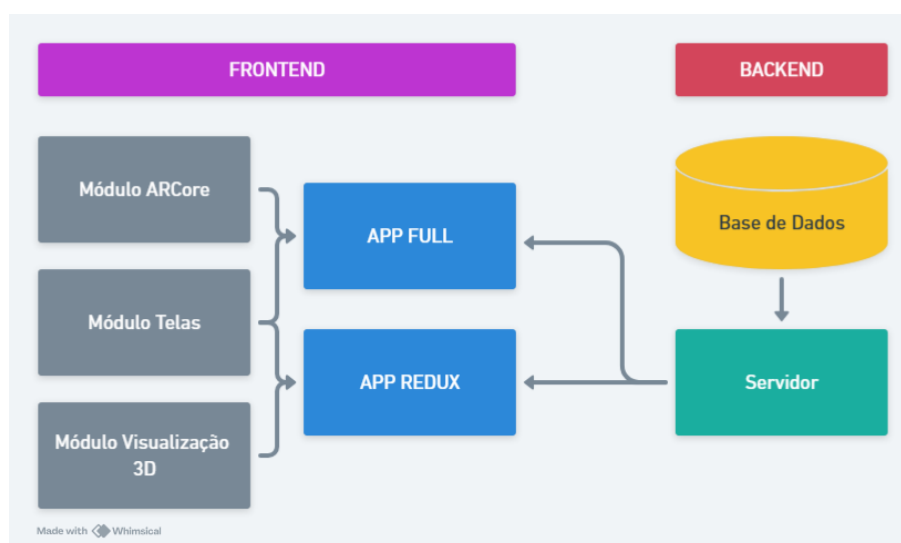 FRONTEND
BACKEND
Módulo ARCore
APP FULL
Base de Dados
Módulo Telas
APP REDUX
Servidor
Módulo Visualização
3D
Made with Whimsical